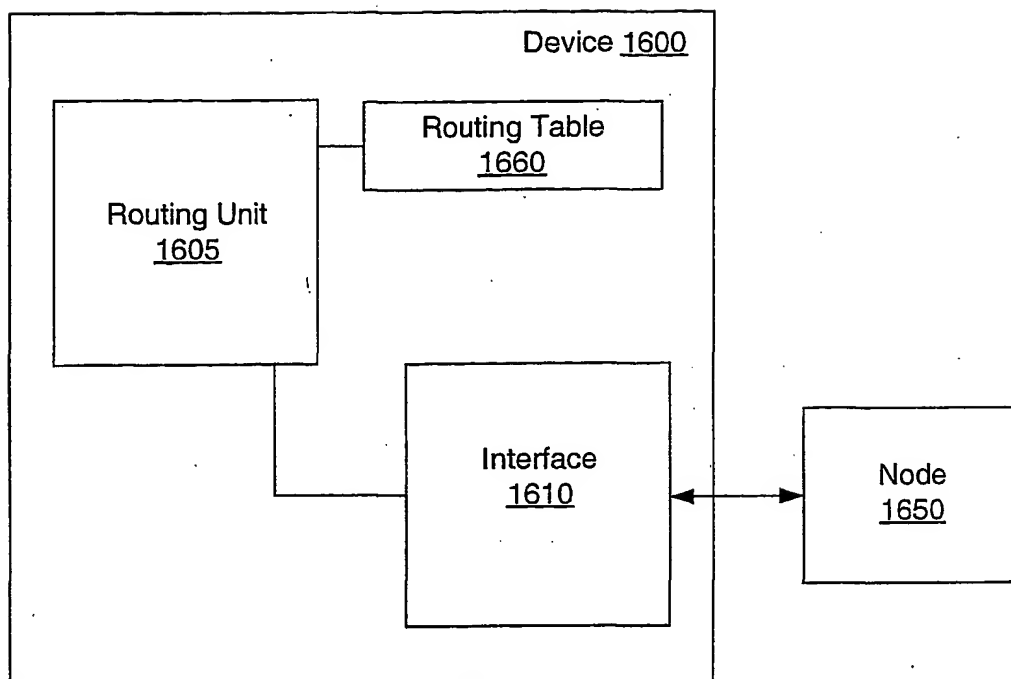 Device 1600
Routing Table
1660
Routing Unit
1605
Interface
1610
Node
1650